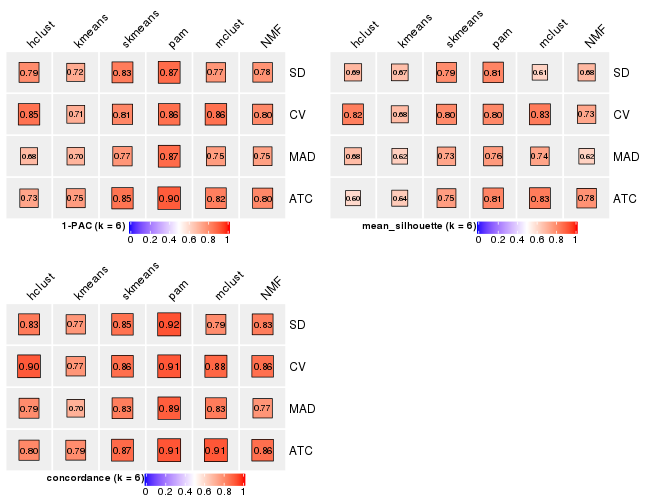 hclust kmeans skmeans pam mclust NMF
0.79 0.72 0.83 0.87 0.77 0.78 SD
0.85 0.71 0.81 0.86 0.86 0.80 CV
0.68 0.70 0.77 0.87 0.75 0.75 MAD
0.73 0.75 0.85 0.90 0.82 0.80 ATC
1-PAC (k = 6)
0 0.2 0.4 0.6 0.8 1
hclust kmeans skmeans pam mclust NMF
0.69 0.67 0.79 0.81 0.61 0.68 SD
0.82 0.68 0.80 0.80 0.83 0.73 CV
0.68 0.62 0.73 0.76 0.74 0.62 MAD
0.60 0.64 0.75 0.81 0.83 0.78 ATC
mean_silhouette (k = 6)
0 0.2 0.4 0.6 0.8 1
hclust kmeans skmeans pam mclust NMF
0.83 0.77 0.85 0.92 0.79 0.83 SD
0.90 0.77 0.86 0.91 0.88 0.86 CV
0.79 0.70 0.83 0.89 0.83 0.77 MAD
0.80 0.79 0.87 0.91 0.91 0.86 ATC
concordance (k = 6)
0 0.2 0.4 0.6 0.8 1